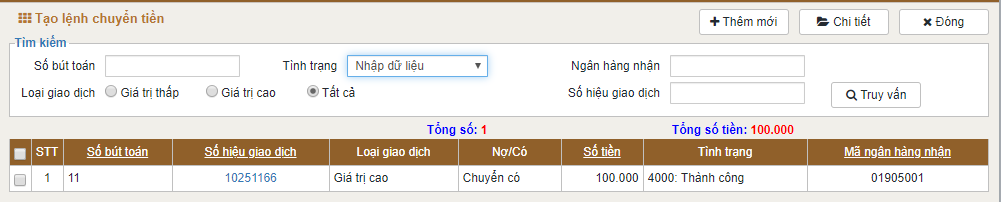 Tạo lệnh chuyển tiền
Thêm mới Chi tiết Đóng
Tìm kiếm
Số bút toán Tình trạng Nhập dữ liệu Ngân hàng nhận
Loại giao dịch Giá trị thấp Giá trị cao Tất cả Số hiệu giao dịch Truy vấn
Tổng số: 1 Tổng số tiền: 100.000
STT Số bút toán Số hiệu giao dịch Loại giao dịch Nợ/Có Số tiền Tình trạng Mã ngân hàng nhận
1 11 10251166 Giá trị cao Chuyển có 100.000 4000: Thành công 01905001